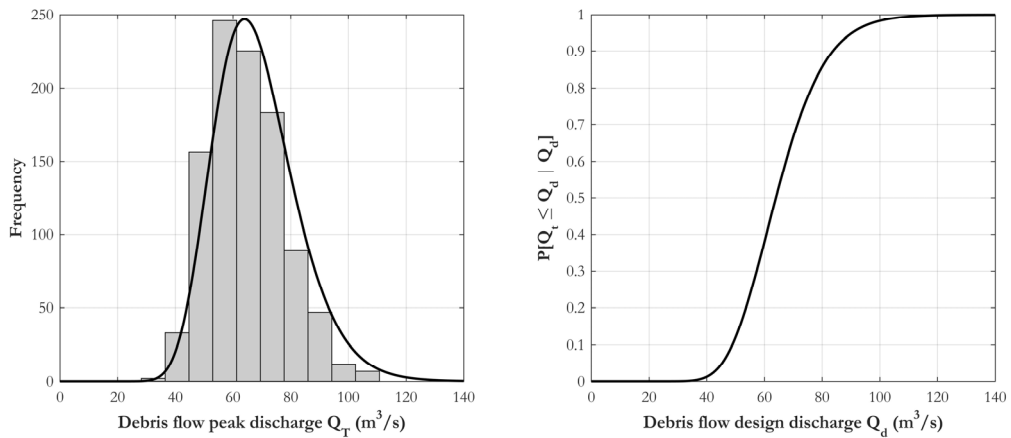 250
200
150
100
50
0
Frequency
0 20 40 60 80 100 120 140
Debris flow peak discharge Q_T (m³/s)
1
0.9
0.8
0.7
0.6
0.5
0.4
0.3
0.2
0.1
0
P[Q_t ≤ Q_d | Q_d]
0 20 40 60 80 100 120 140
Debris flow design discharge Q_d (m³/s)